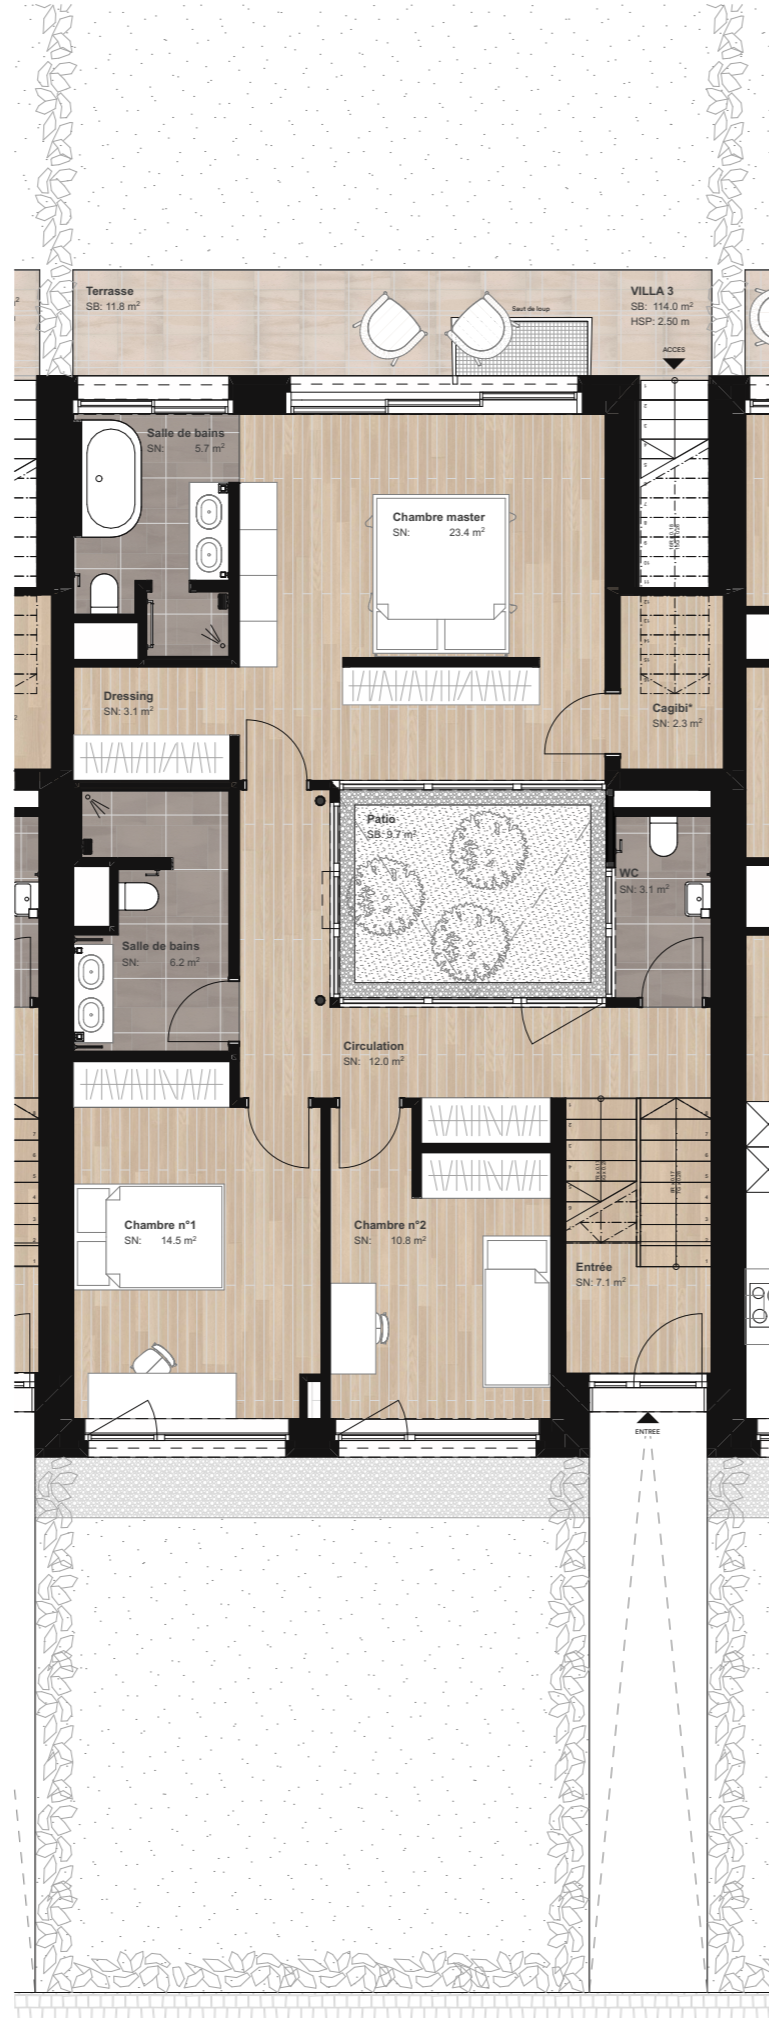 Terrasse
SB: 11.8 m²
Saut de loup
VILLA 3
SB: 114.0 m²
HSP: 2.50 m
ACCES
Salle de bains
SN: 5.7 m²
Chambre master
SN: 23.4 m²
Dressing
SN: 3.1 m²
Cagibi*
SN: 2.3 m²
Patio
SB: 9.7 m²
WC
SN: 3.1 m²
Salle de bains
SN: 6.2 m²
Circulation
SN: 12.0 m²
Chambre n°1
SN: 14.5 m²
Chambre n°2
SN: 10.8 m²
Entrée
SN: 7.1 m²
ENTREE